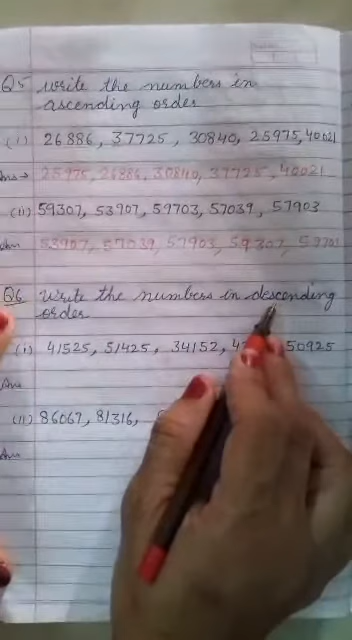 Q5 write the numbers in
ascending order
(i) 26886, 37725, 30840, 25975, 40021
Ans → 25975, 26886, 30840, 37725, 40021
(ii) 59307, 53907, 59703, 57039, 57903
Ans 53907, 57039, 57903, 59307, 59703
Q6 Write the numbers in descending
order
(i) 41525, 51425, 34152, 50925
Ans
(ii) 86067, 81316,
Ans